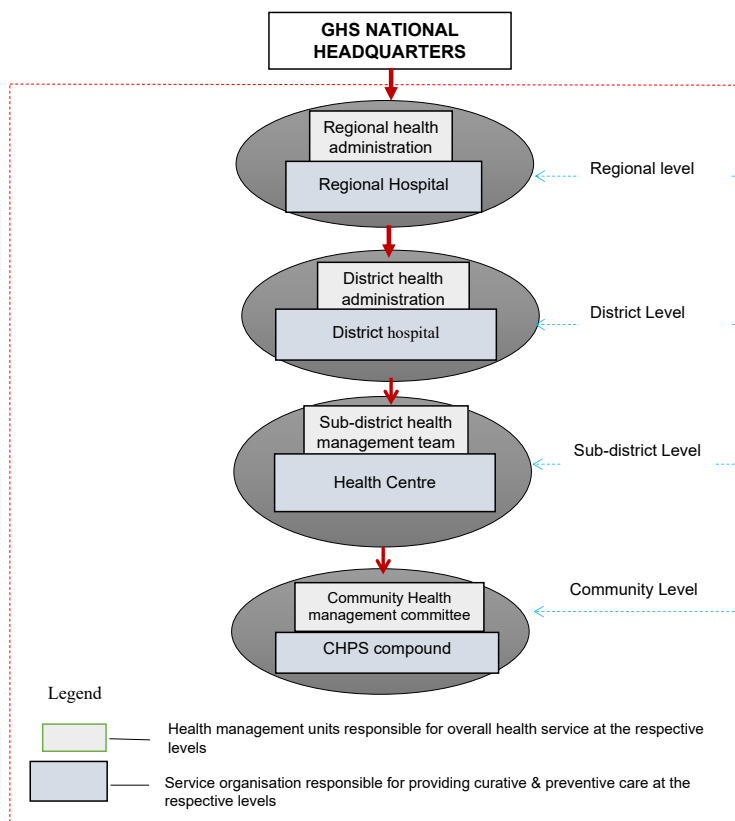 GHS NATIONAL
HEADQUARTERS
Regional health
administration
Regional Hospital
Regional level
District health
administration
District hospital
District Level
Sub-district health
management team
Health Centre
Sub-district Level
Community Health
management committee
CHPS compound
Community Level
Legend
Health management units responsible for overall health service at the respective
levels
Service organisation responsible for providing curative & preventive care at the
respective levels